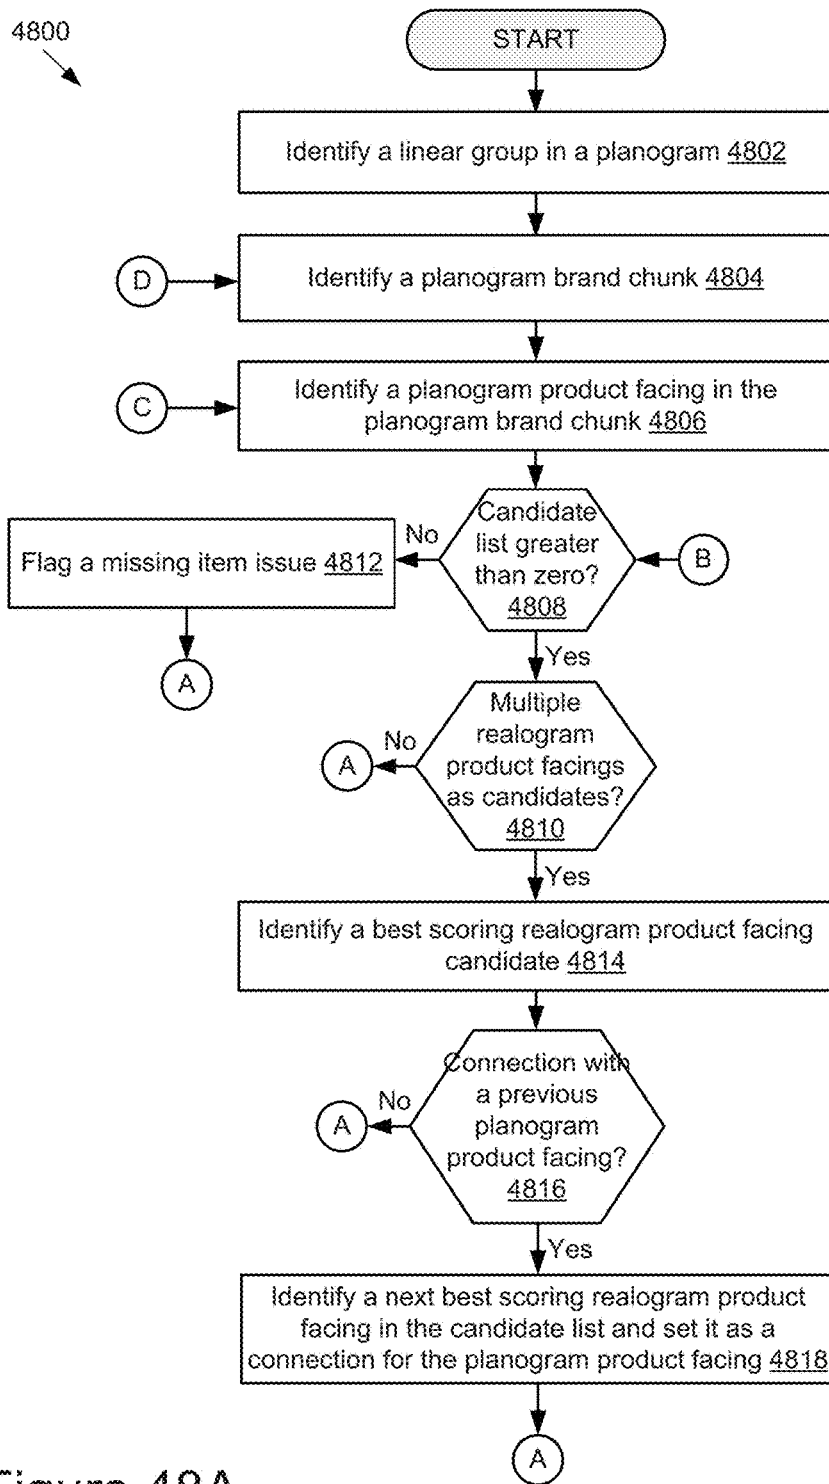 4800
START
Identify a linear group in a planogram 4802
D
Identify a planogram brand chunk 4804
C
Identify a planogram product facing in the
planogram brand chunk 4806
Candidate
list greater
than zero?
4808
No
B
Flag a missing item issue 4812
Yes
A
Multiple
realogram
product facings
as candidates?
4810
No
A
Yes
Identify a best scoring realogram product facing
candidate 4814
Connection with
a previous
planogram
product facing?
4816
No
A
Yes
Identify a next best scoring realogram product
facing in the candidate list and set it as a
connection for the planogram product facing 4818
A
Figure 48A